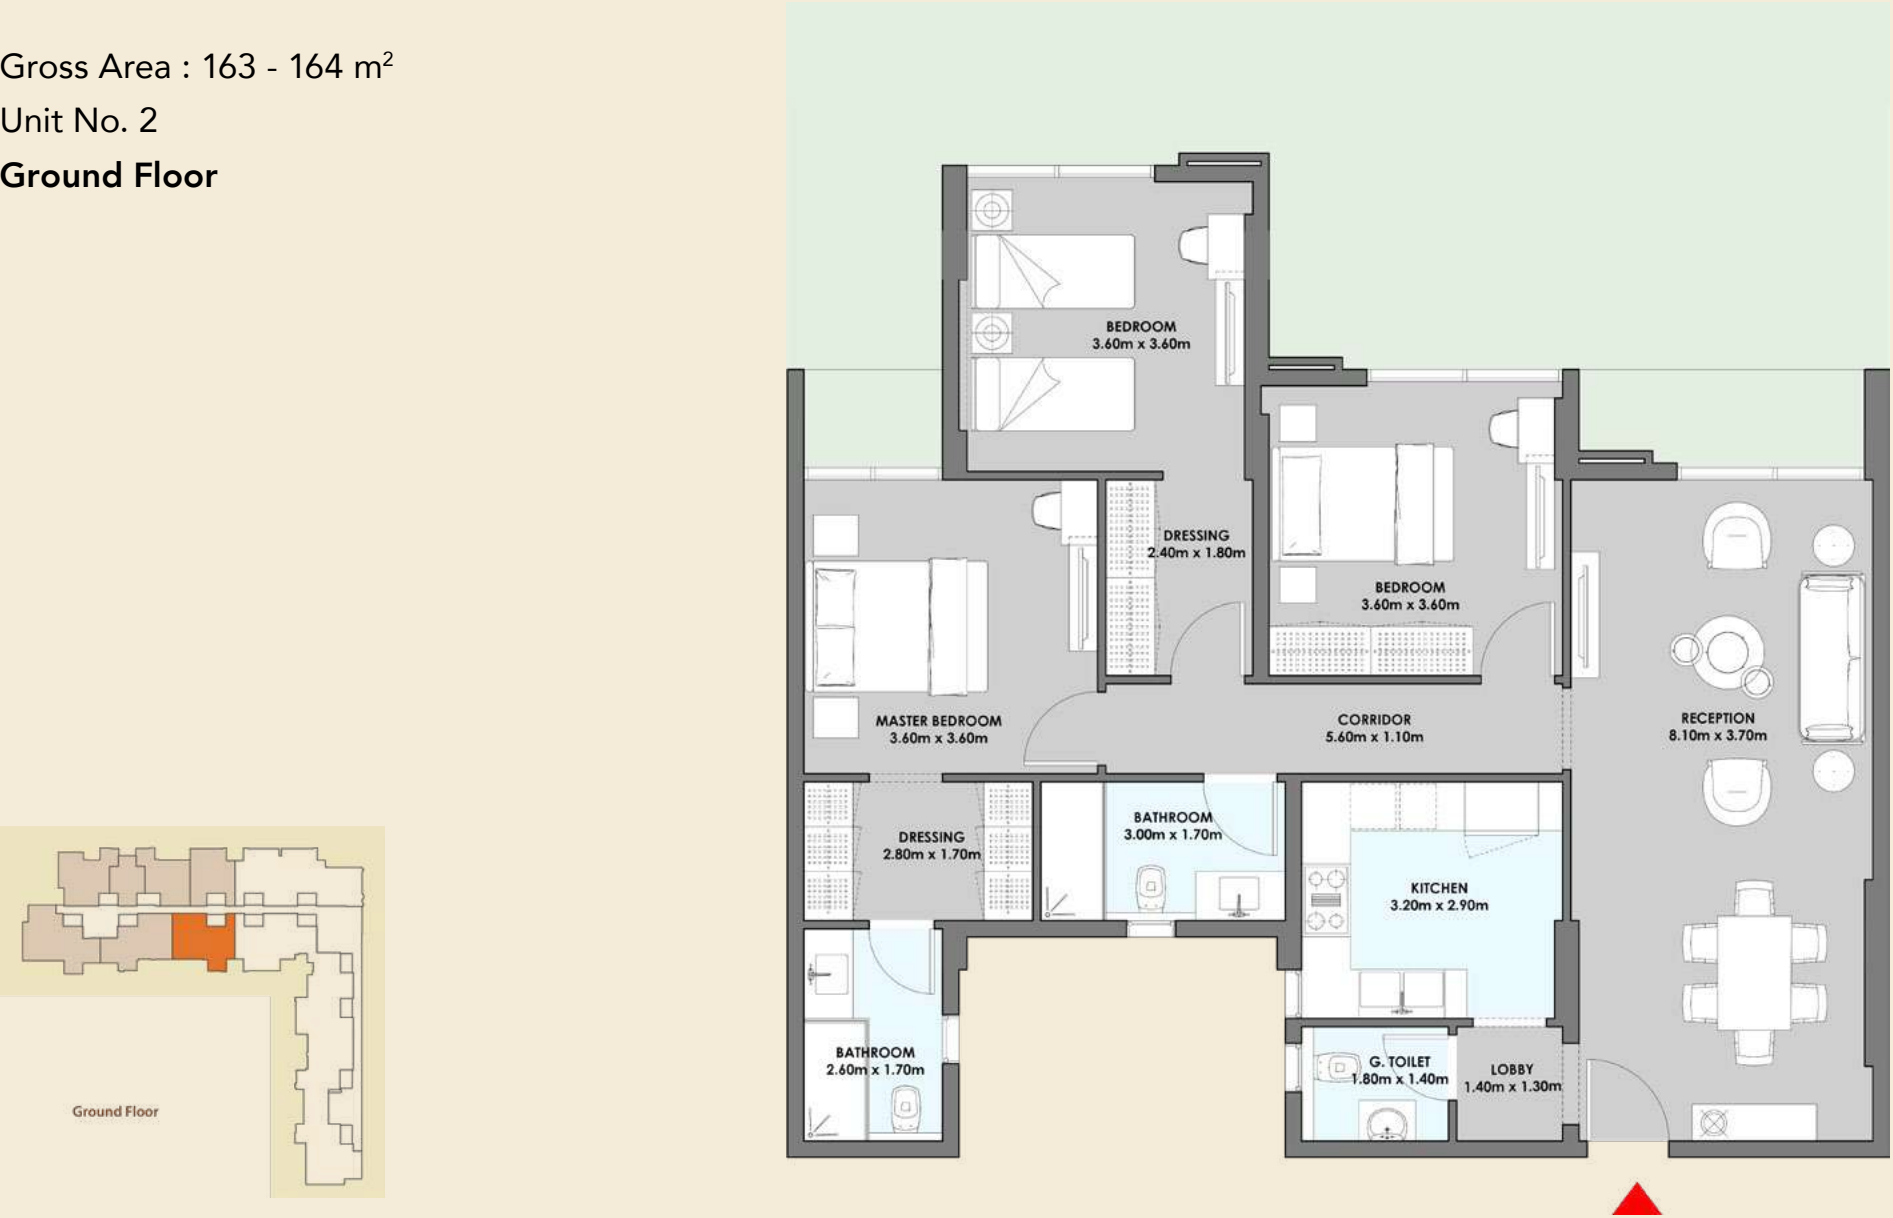 Gross Area : 163 - 164 m²
Unit No. 2
Ground Floor
BEDROOM
3.60m x 3.60m
DRESSING
2.40m x 1.80m
BEDROOM
3.60m x 3.60m
MASTER BEDROOM
3.60m x 3.60m
CORRIDOR
5.60m x 1.10m
RECEPTION
8.10m x 3.70m
DRESSING
2.80m x 1.70m
BATHROOM
3.00m x 1.70m
KITCHEN
3.20m x 2.90m
BATHROOM
2.60m x 1.70m
G. TOILET
1.80m x 1.40m
LOBBY
1.40m x 1.30m
Ground Floor